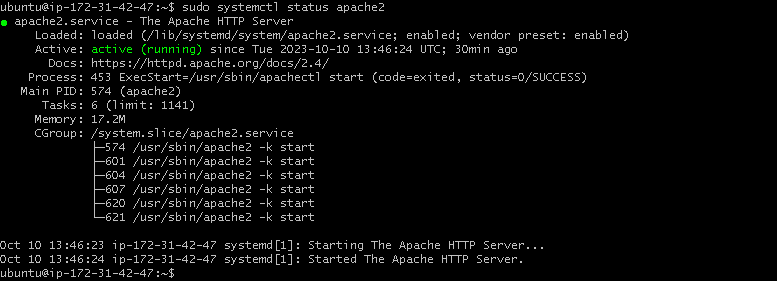 ubuntu@ip-172-31-42-47:~$ sudo systemctl status apache2
● apache2.service - The Apache HTTP Server
     Loaded: loaded (/lib/systemd/system/apache2.service; enabled; vendor preset: enabled)
     Active: active (running) since Tue 2023-10-10 13:46:24 UTC; 30min ago
       Docs: https://httpd.apache.org/docs/2.4/
    Process: 453 ExecStart=/usr/sbin/apachectl start (code=exited, status=0/SUCCESS)
   Main PID: 574 (apache2)
      Tasks: 6 (limit: 1141)
     Memory: 17.2M
     CGroup: /system.slice/apache2.service
             ├─574 /usr/sbin/apache2 -k start
             ├─601 /usr/sbin/apache2 -k start
             ├─604 /usr/sbin/apache2 -k start
             ├─607 /usr/sbin/apache2 -k start
             ├─620 /usr/sbin/apache2 -k start
             └─621 /usr/sbin/apache2 -k start

Oct 10 13:46:23 ip-172-31-42-47 systemd[1]: Starting The Apache HTTP Server...
Oct 10 13:46:24 ip-172-31-42-47 systemd[1]: Started The Apache HTTP Server.
ubuntu@ip-172-31-42-47:~$